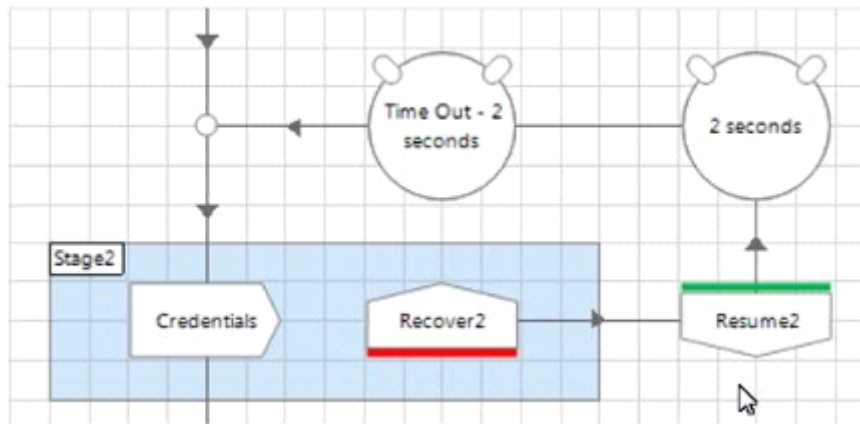 Time Out - 2
seconds
2 seconds
Stage2
Credentials
Recover2
Resume2